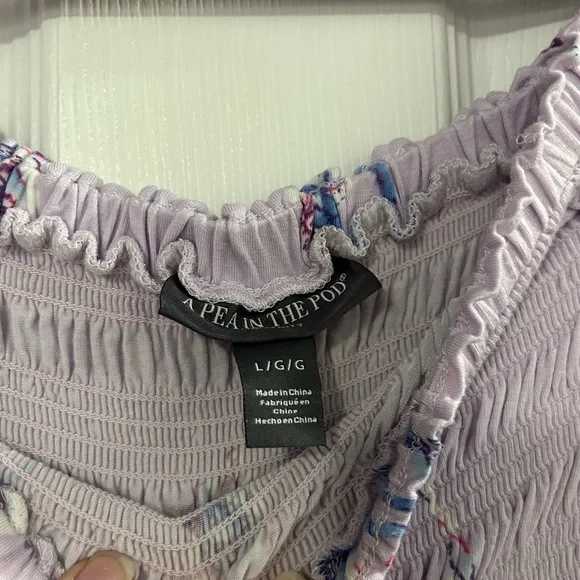 A PEA IN THE POD®
L/G/G
Made in China
Fabriqué en
Chine
Hecho en China